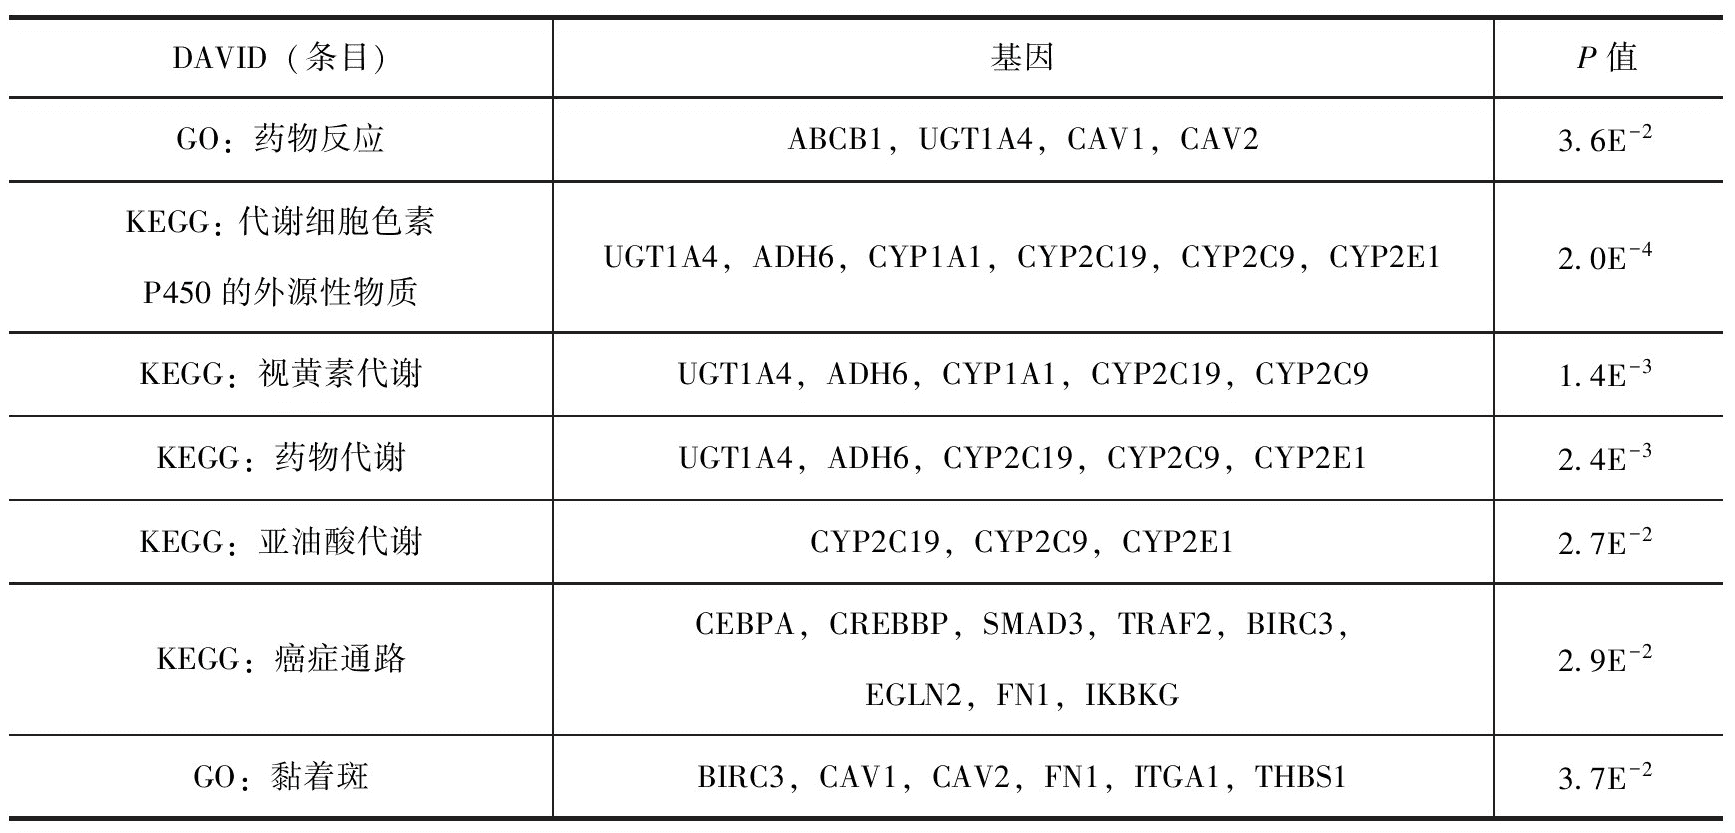 DAVID（条目） 基因 P 值
GO：药物反应 ABCB1，UGT1A4，CAV1，CAV2 3.6E⁻²
KEGG：代谢细胞色素
P450 的外源性物质 UGT1A4，ADH6，CYP1A1，CYP2C19，CYP2C9，CYP2E1 2.0E⁻⁴
KEGG：视黄素代谢 UGT1A4，ADH6，CYP1A1，CYP2C19，CYP2C9 1.4E⁻³
KEGG：药物代谢 UGT1A4，ADH6，CYP2C19，CYP2C9，CYP2E1 2.4E⁻³
KEGG：亚油酸代谢 CYP2C19，CYP2C9，CYP2E1 2.7E⁻²
KEGG：癌症通路 CEBPA，CREBBP，SMAD3，TRAF2，BIRC3，
EGLN2，FN1，IKBKG 2.9E⁻²
GO：黏着斑 BIRC3，CAV1，CAV2，FN1，ITGA1，THBS1 3.7E⁻²